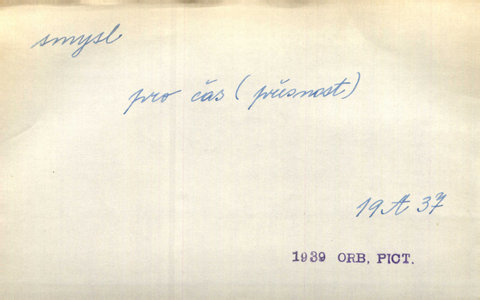 smysl
pro čas (přesnost)
19 A 37
1939 ORB. PICT.